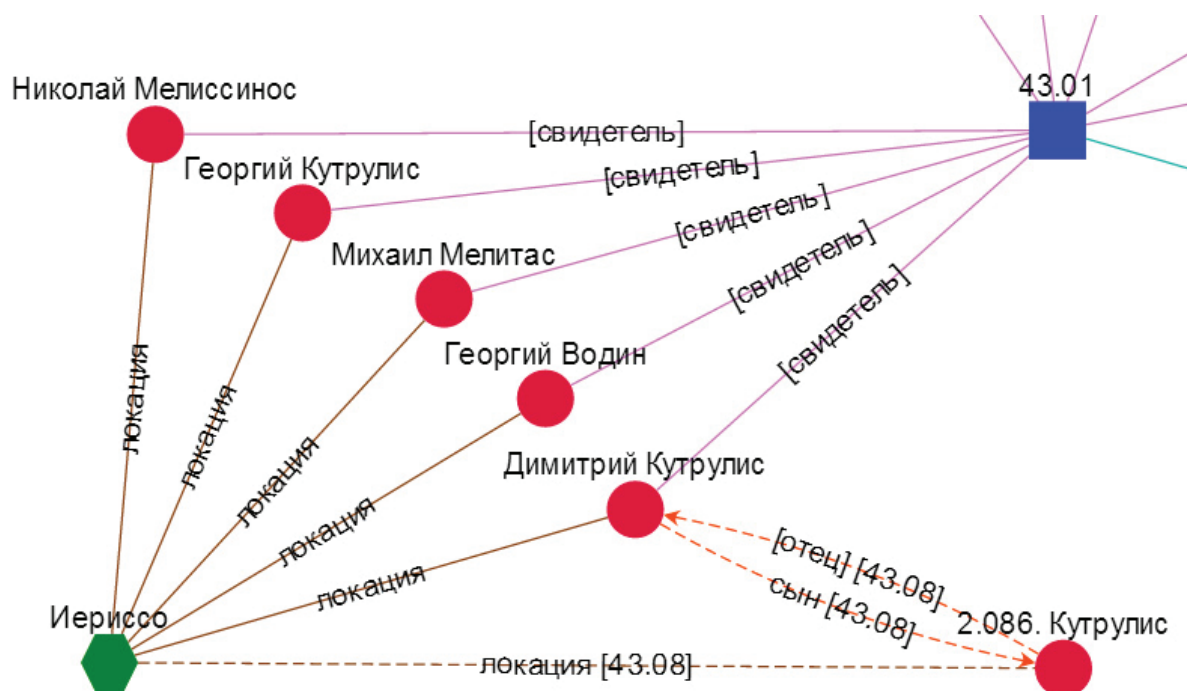 43.01
Николай Мелиссинос
[свидетель]
Георгий Кутрулис
[свидетель]
Михаил Мелитас
[свидетель]
Георгий Водин
[свидетель]
[свидетель]
Димитрий Кутрулис
локация
локация
локация
локация
локация
[отец] [43.08]
сын [43.08]
Иериссо
2.086. Кутрулис
локация [43.08]